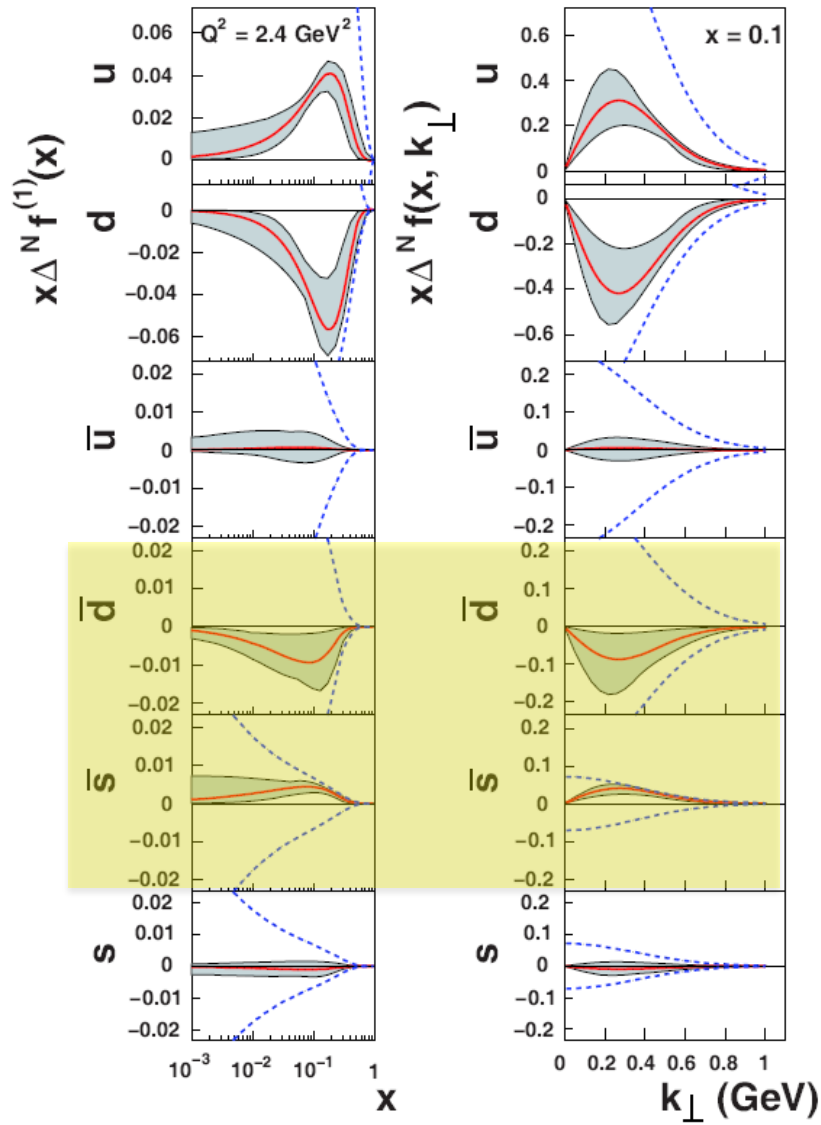 Q² = 2.4 GeV²
x = 0.1
x Δ^N f^(1)(x)
x Δ^N f(x, k_⊥)
u
0.06
0.04
0.02
0
u
0.6
0.4
0.2
0
d
0
−0.02
−0.04
−0.06
d
0
−0.2
−0.4
−0.6
u̅
0.02
0.01
0
−0.01
−0.02
u̅
0.2
0.1
0
−0.1
−0.2
d̅
0.02
0.01
0
−0.01
−0.02
d̅
0.2
0.1
0
−0.1
−0.2
s̅
0.02
0.01
0
−0.01
−0.02
s̅
0.2
0.1
0
−0.1
−0.2
s
0.02
0.01
0
−0.01
−0.02
s
0.2
0.1
0
−0.1
−0.2
10⁻³ 10⁻² 10⁻¹ 1
x
0 0.2 0.4 0.6 0.8 1
k_⊥ (GeV)